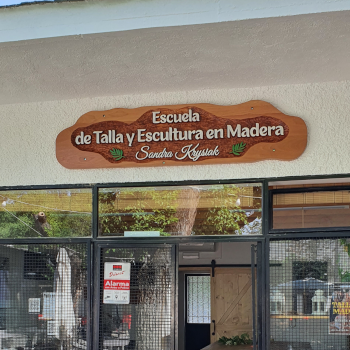 Escuela
de Talla y Escultura en Madera
Sandra Krysiak
Alarma